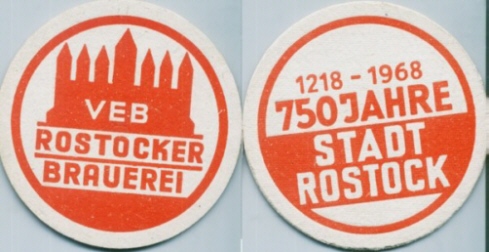 VEB
ROSTOCKER
BRAUEREI
1218 - 1968
750 JAHRE
STADT
ROSTOCK